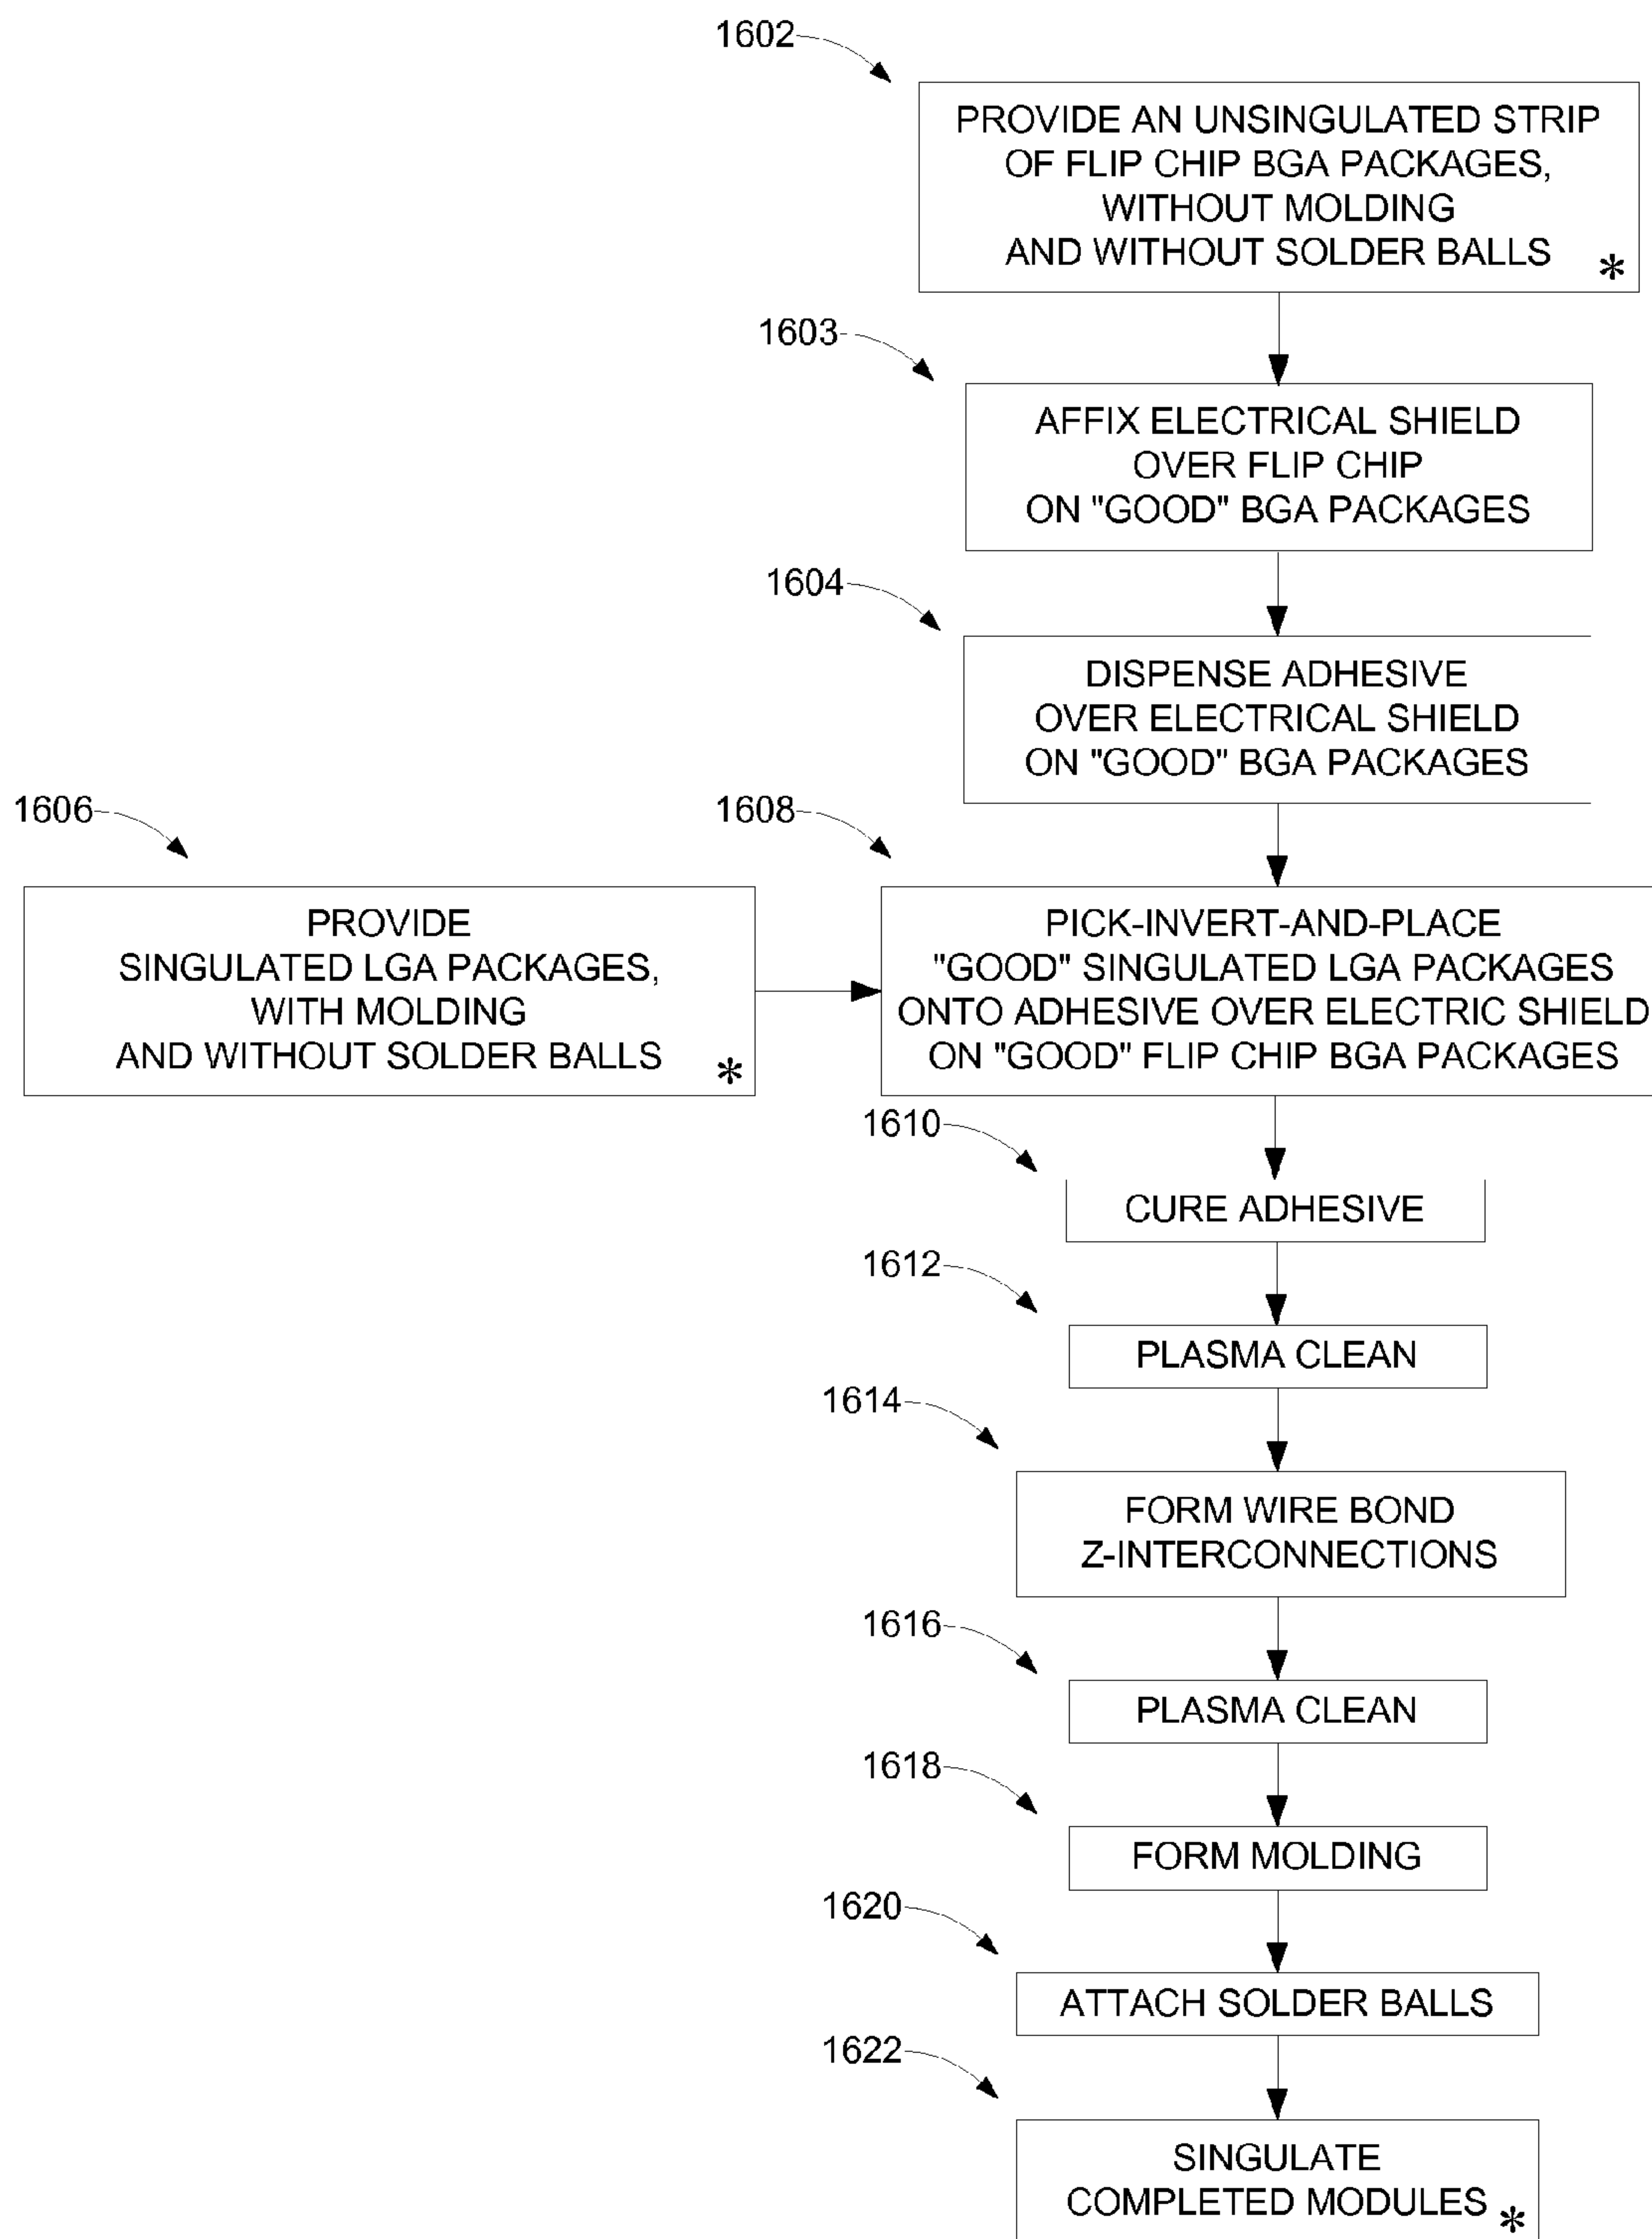 1602
PROVIDE AN UNSINGULATED STRIP
OF FLIP CHIP BGA PACKAGES,
WITHOUT MOLDING
AND WITHOUT SOLDER BALLS *
1603
AFFIX ELECTRICAL SHIELD
OVER FLIP CHIP
ON "GOOD" BGA PACKAGES
1604
DISPENSE ADHESIVE
OVER ELECTRICAL SHIELD
ON "GOOD" BGA PACKAGES
1606
PROVIDE
SINGULATED LGA PACKAGES,
WITH MOLDING
AND WITHOUT SOLDER BALLS *
1608
PICK-INVERT-AND-PLACE
"GOOD" SINGULATED LGA PACKAGES
ONTO ADHESIVE OVER ELECTRIC SHIELD
ON "GOOD" FLIP CHIP BGA PACKAGES
1610
CURE ADHESIVE
1612
PLASMA CLEAN
1614
FORM WIRE BOND
Z-INTERCONNECTIONS
1616
PLASMA CLEAN
1618
FORM MOLDING
1620
ATTACH SOLDER BALLS
1622
SINGULATE
COMPLETED MODULES *